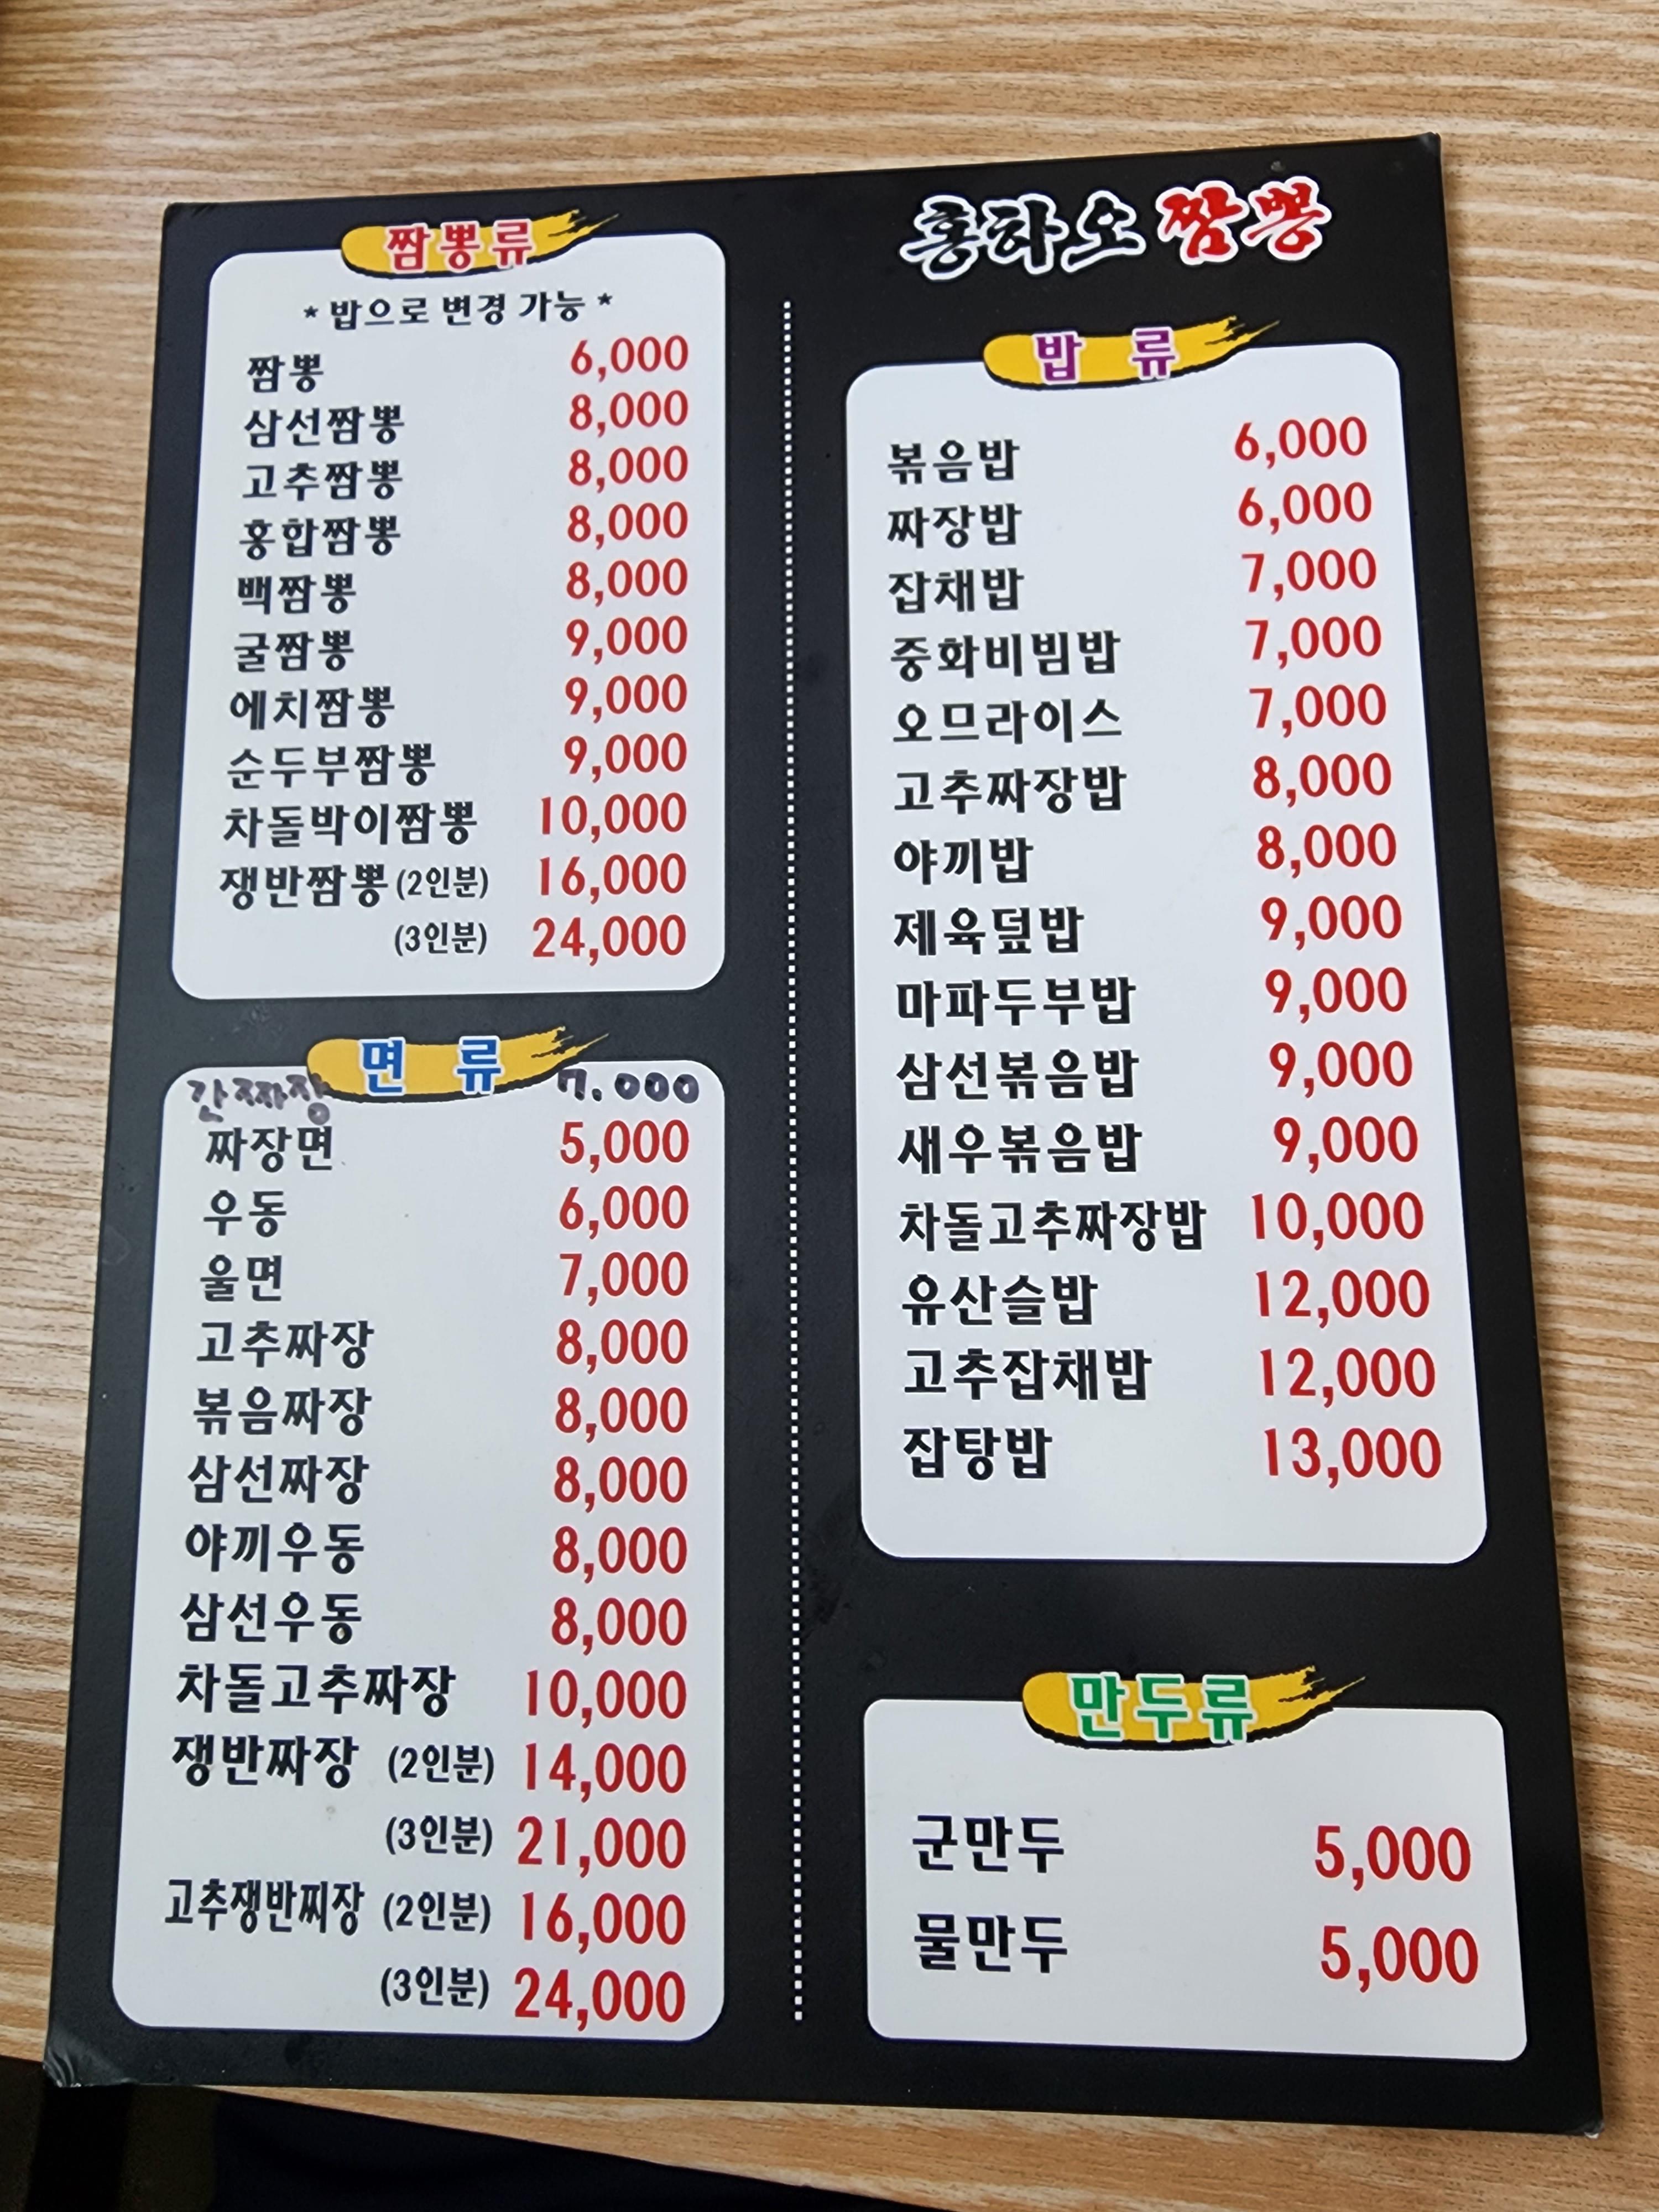 짬뽕류
* 밥으로 변경 가능 *
짬뽕 6,000
삼선짬뽕 8,000
고추짬뽕 8,000
홍합짬뽕 8,000
백짬뽕 8,000
굴짬뽕 9,000
에치짬뽕 9,000
순두부짬뽕 9,000
차돌박이짬뽕 10,000
쟁반짬뽕 (2인분) 16,000
(3인분) 24,000
면 류
간짜장 7.000
짜장면 5,000
우동 6,000
울면 7,000
고추짜장 8,000
볶음짜장 8,000
삼선짜장 8,000
야끼우동 8,000
삼선우동 8,000
차돌고추짜장 10,000
쟁반짜장 (2인분) 14,000
(3인분) 21,000
고추쟁반찌장 (2인분) 16,000
(3인분) 24,000
홍하오짬뽕
밥 류
볶음밥 6,000
짜장밥 6,000
잡채밥 7,000
중화비빔밥 7,000
오므라이스 7,000
고추짜장밥 8,000
야끼밥 8,000
제육덮밥 9,000
마파두부밥 9,000
삼선볶음밥 9,000
새우볶음밥 9,000
차돌고추짜장밥 10,000
유산슬밥 12,000
고추잡채밥 12,000
잡탕밥 13,000
만두류
군만두 5,000
물만두 5,000